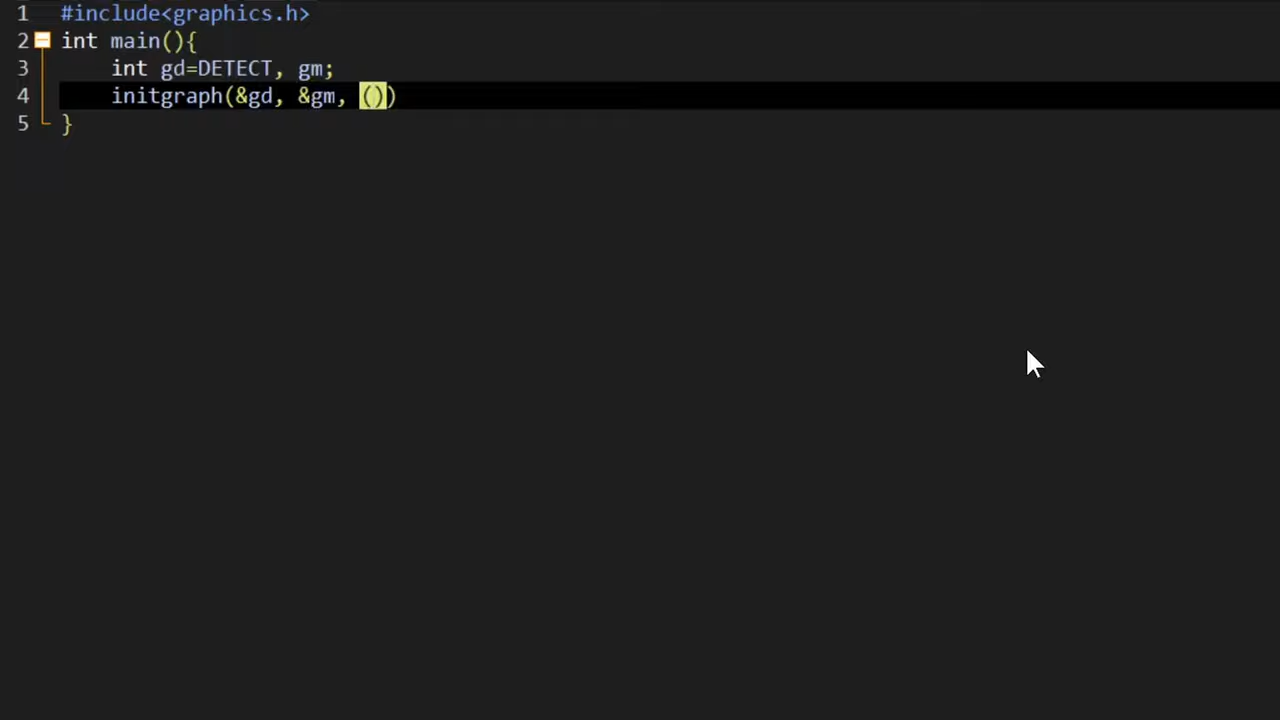 1 #include<graphics.h>
2 int main(){
3 int gd=DETECT, gm;
4 initgraph(&gd, &gm, ())
5 }